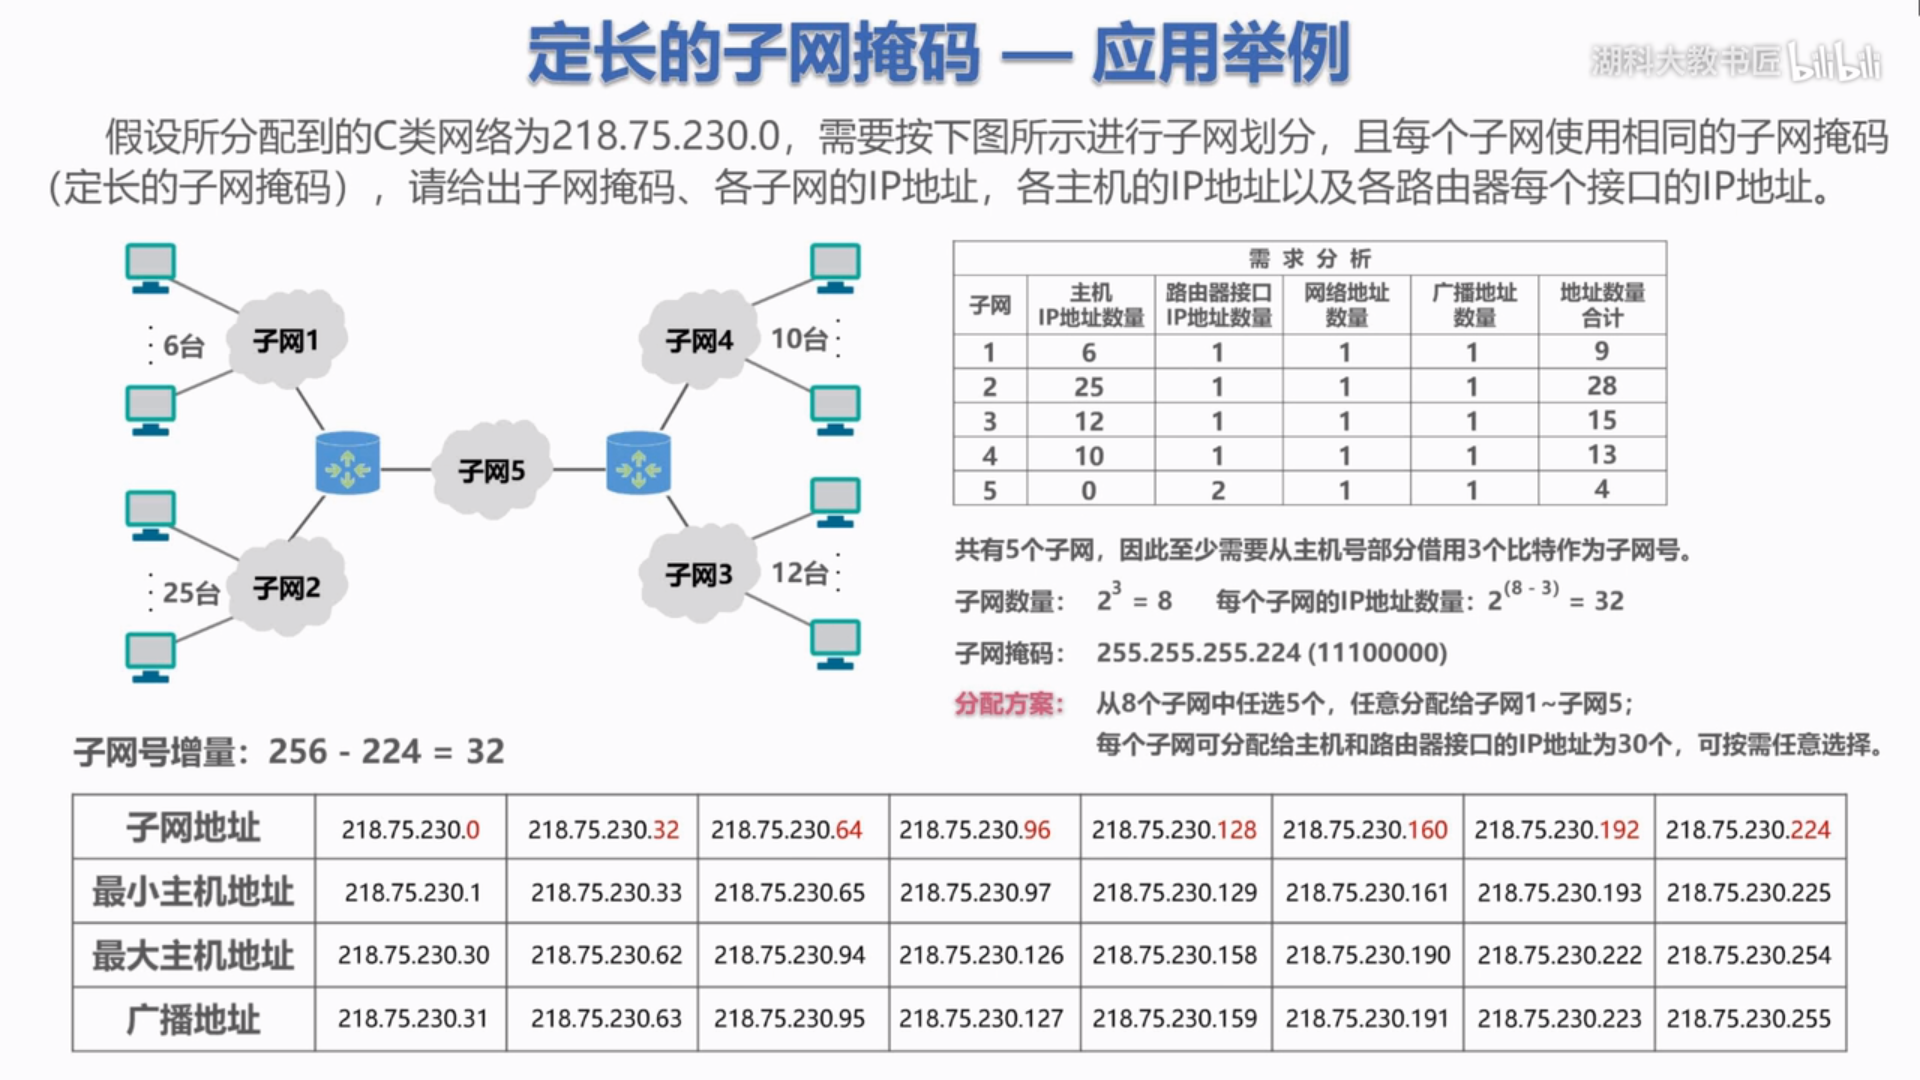 定长的子网掩码 — 应用举例
湖科大教书匠 bilibili
假设所分配到的C类网络为218.75.230.0，需要按下图所示进行子网划分，且每个子网使用相同的子网掩码
（定长的子网掩码），请给出子网掩码、各子网的IP地址，各主机的IP地址以及各路由器每个接口的IP地址。
子网1
6台
子网4
10台
子网5
子网2
25台
子网3
12台
需 求 分 析
子网 主机IP地址数量 路由器接口IP地址数量 网络地址数量 广播地址数量 地址数量合计
1 6 1 1 1 9
2 25 1 1 1 28
3 12 1 1 1 15
4 10 1 1 1 13
5 0 2 1 1 4
共有5个子网，因此至少需要从主机号部分借用3个比特作为子网号。
子网数量： 2^3 = 8 每个子网的IP地址数量：2^(8 - 3) = 32
子网掩码： 255.255.255.224 (11100000)
分配方案： 从8个子网中任选5个，任意分配给子网1~子网5；
每个子网可分配给主机和路由器接口的IP地址为30个，可按需任意选择。
子网号增量：256 - 224 = 32
子网地址 218.75.230.0 218.75.230.32 218.75.230.64 218.75.230.96 218.75.230.128 218.75.230.160 218.75.230.192 218.75.230.224
最小主机地址 218.75.230.1 218.75.230.33 218.75.230.65 218.75.230.97 218.75.230.129 218.75.230.161 218.75.230.193 218.75.230.225
最大主机地址 218.75.230.30 218.75.230.62 218.75.230.94 218.75.230.126 218.75.230.158 218.75.230.190 218.75.230.222 218.75.230.254
广播地址 218.75.230.31 218.75.230.63 218.75.230.95 218.75.230.127 218.75.230.159 218.75.230.191 218.75.230.223 218.75.230.255